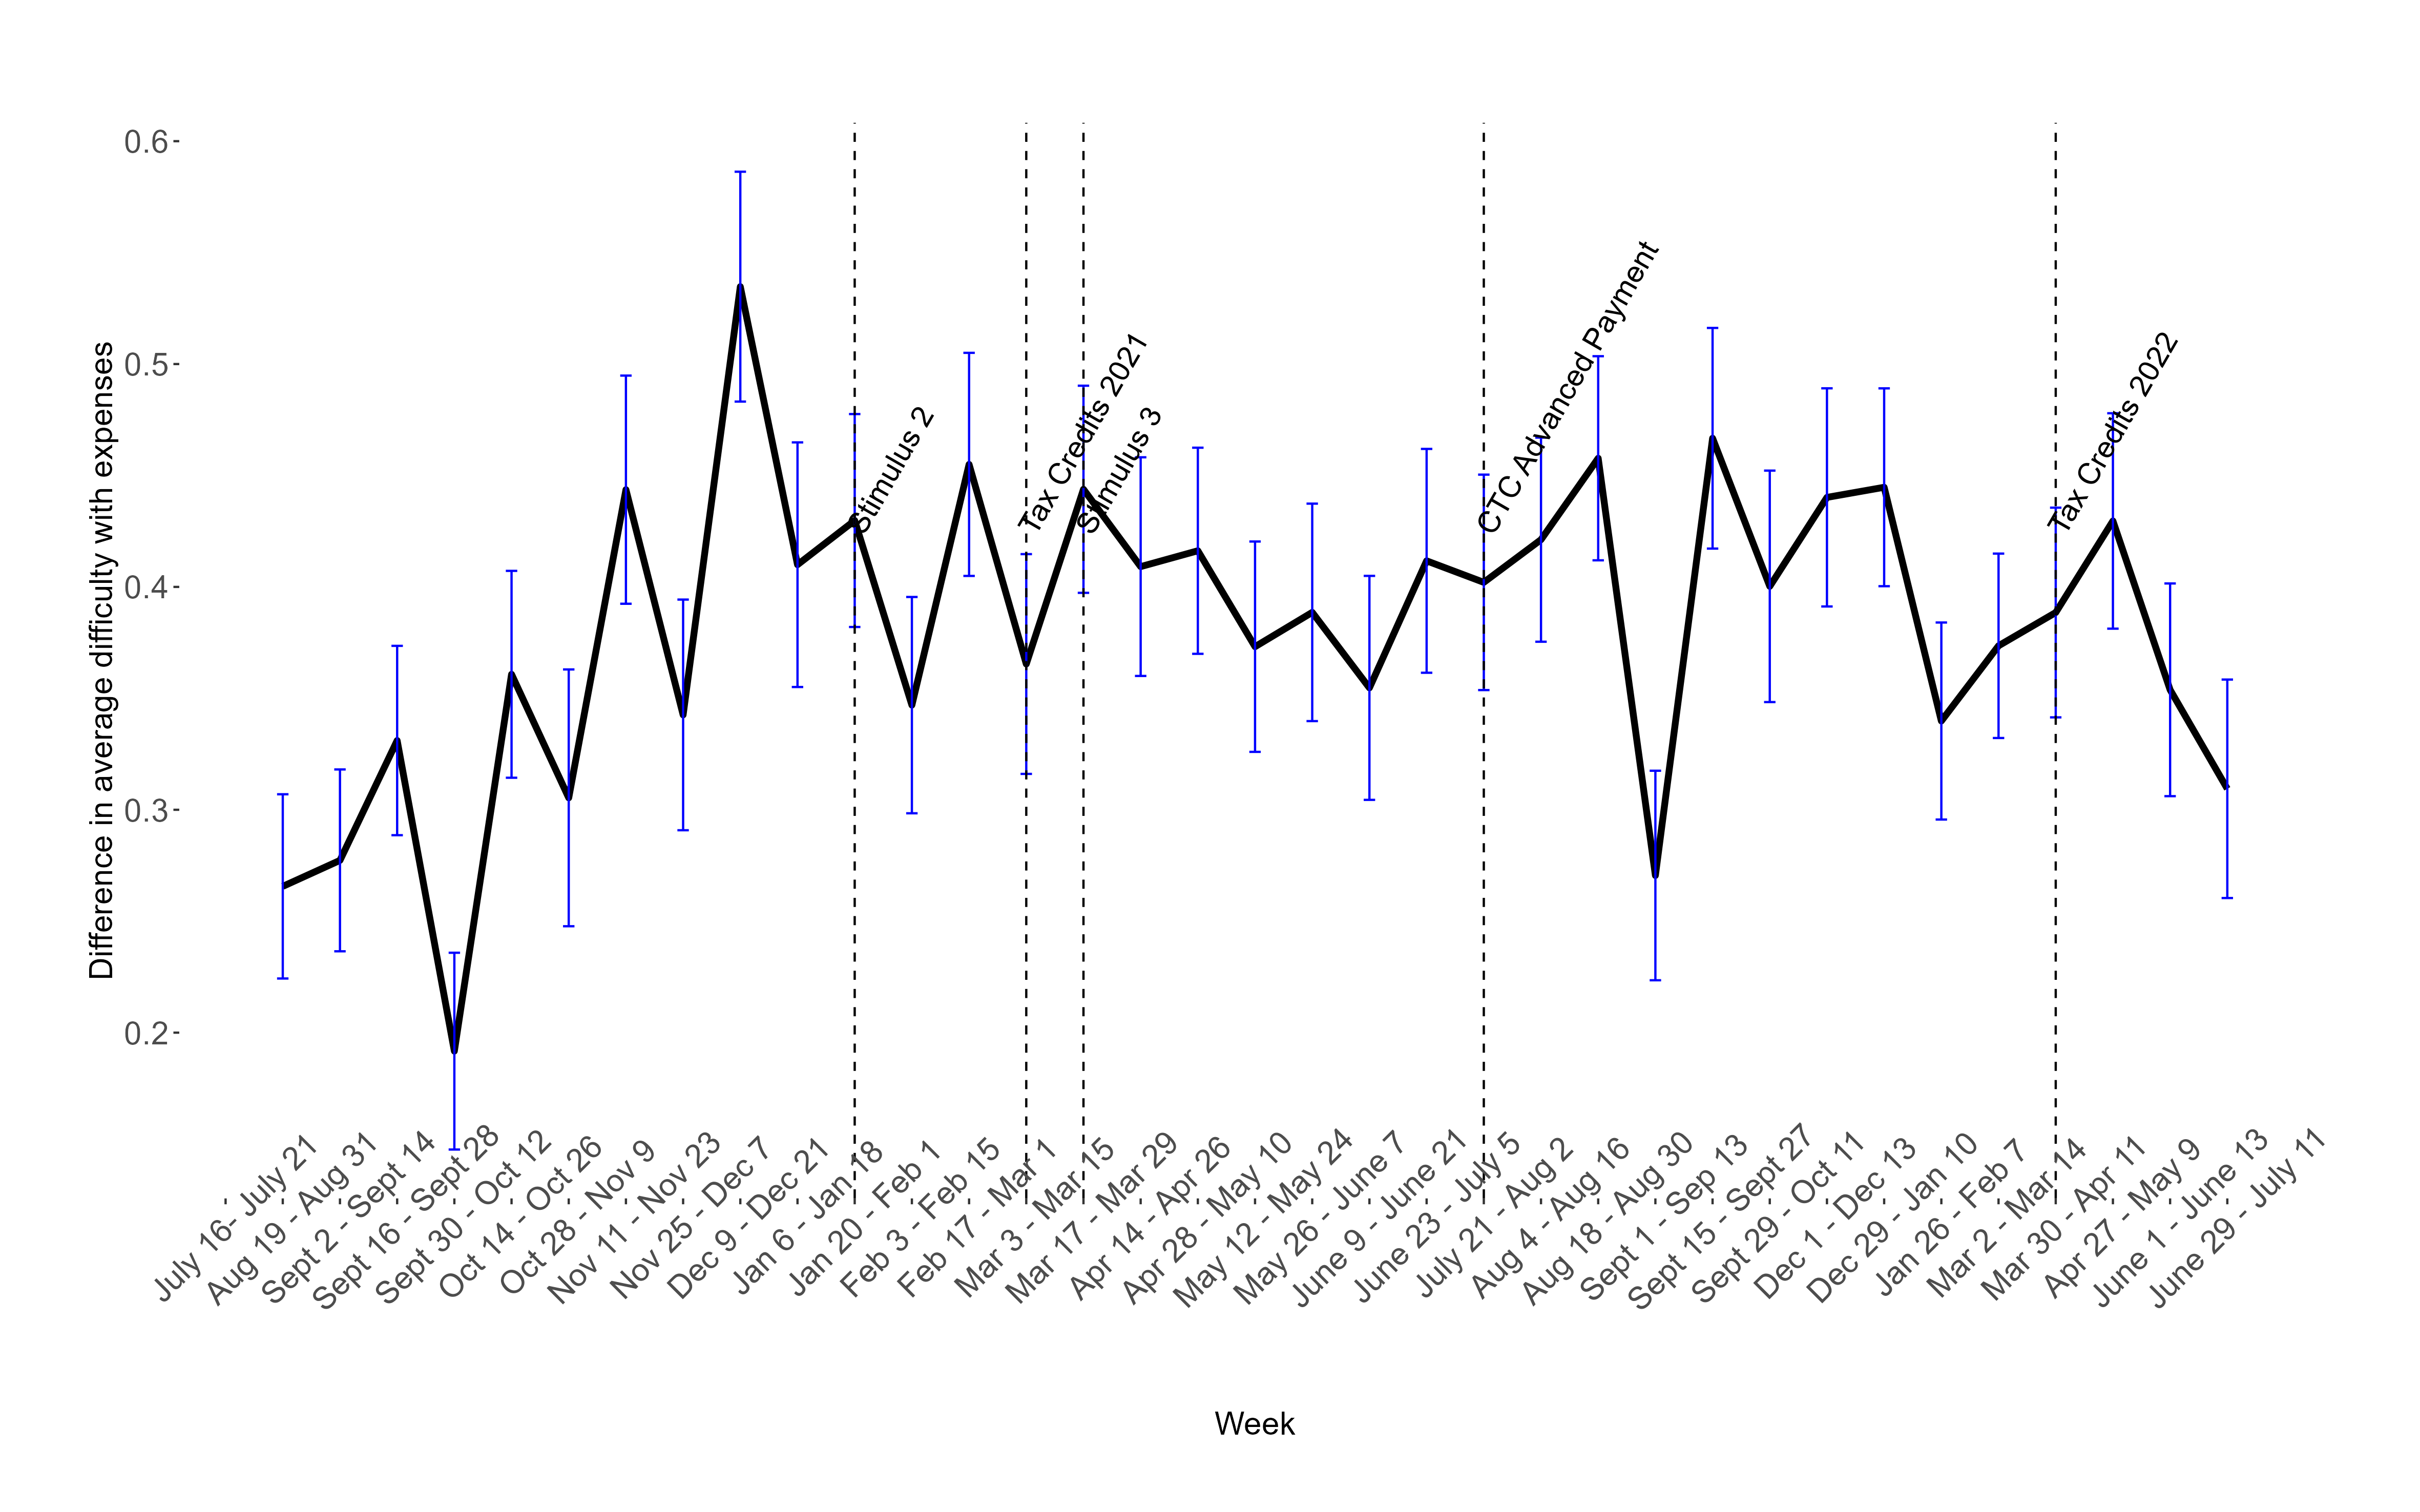 Difference in average difficulty with expenses
0.6
0.5
0.4
0.3
0.2
Stimulus 2
Tax Credits 2021
Stimulus 3
CTC Advanced Payment
Tax Credits 2022
July 16- July 21
Aug 19 - Aug 31
Sept 2 - Sept 14
Sept 16 - Sept 28
Sept 30 - Oct 12
Oct 14 - Oct 26
Oct 28 - Nov 9
Nov 11 - Nov 23
Nov 25 - Dec 7
Dec 9 - Dec 21
Jan 6 - Jan 18
Jan 20 - Feb 1
Feb 3 - Feb 15
Feb 17 - Mar 1
Mar 3 - Mar 15
Mar 17 - Mar 29
Apr 14 - Apr 26
Apr 28 - May 10
May 12 - May 24
May 26 - June 7
June 9 - June 21
June 23 - July 5
July 21 - Aug 2
Aug 4 - Aug 16
Aug 18 - Aug 30
Sept 1 - Sep 13
Sept 15 - Sept 27
Sept 29 - Oct 11
Dec 1 - Dec 13
Dec 29 - Jan 10
Jan 26 - Feb 7
Mar 2 - Mar 14
Mar 30 - Apr 11
Apr 27 - May 9
June 1 - June 13
June 29 - July 11
Week